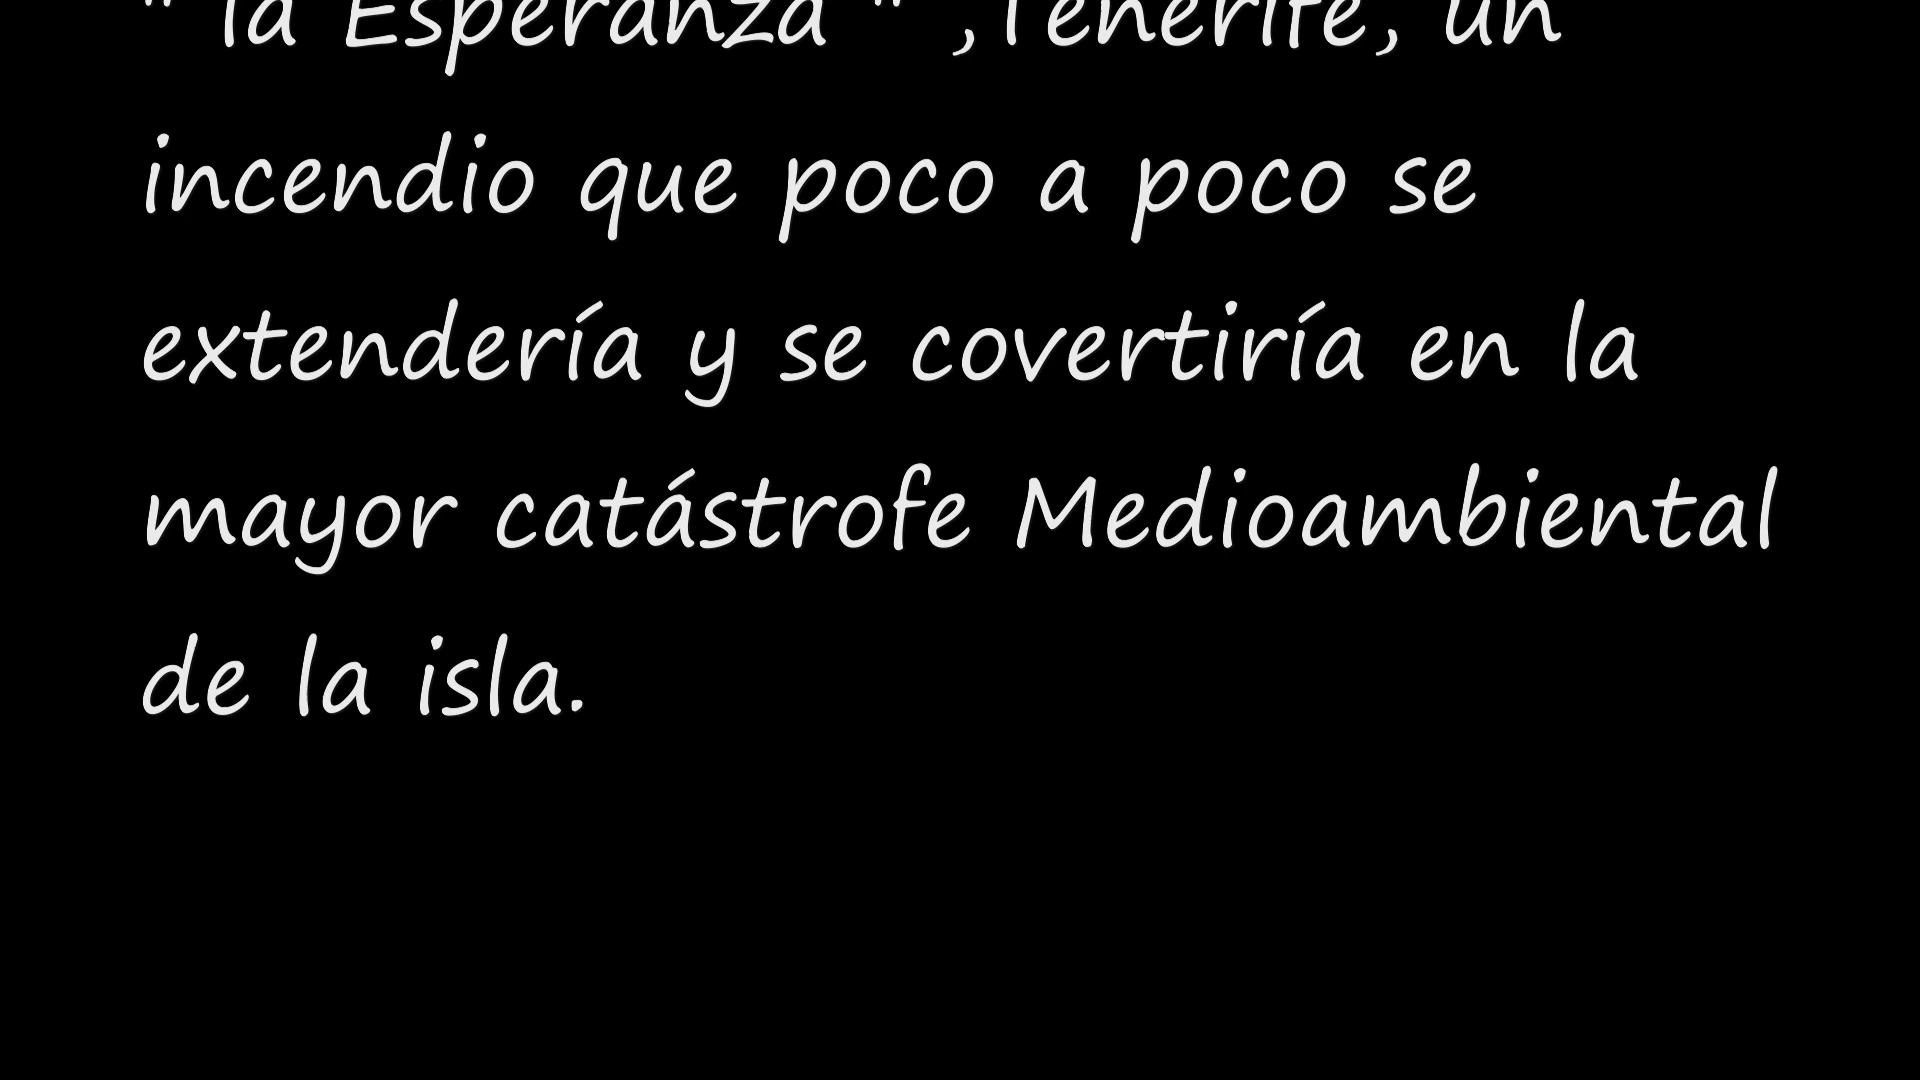 " la Esperanza " ,Tenerife, un
incendio que poco a poco se
extendería y se covertiría en la
mayor catástrofe Medioambiental
de la isla.